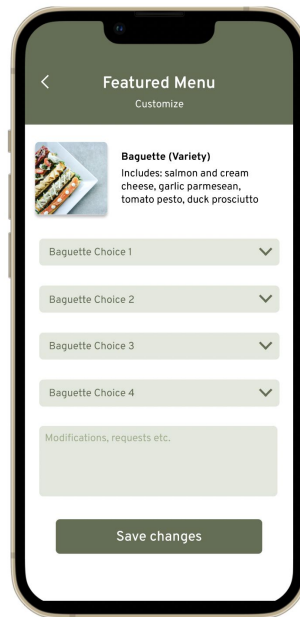 Featured Menu
Customize
Baguette (Variety)
Includes: salmon and cream
cheese, garlic parmesean,
tomato pesto, duck prosciutto
Baguette Choice 1
Baguette Choice 2
Baguette Choice 3
Baguette Choice 4
Modifications, requests etc.
Save changes